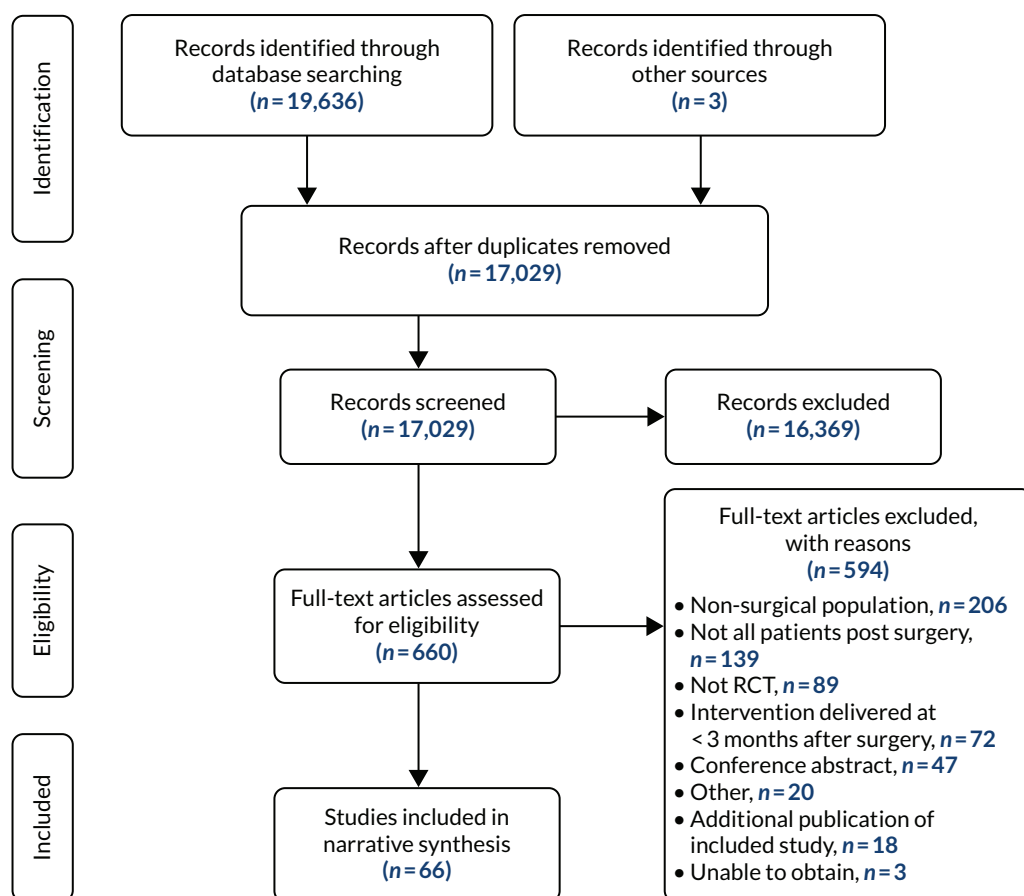 Identification
Records identified through
database searching
(n = 19,636)
Records identified through
other sources
(n = 3)
Records after duplicates removed
(n = 17,029)
Screening
Records screened
(n = 17,029)
Records excluded
(n = 16,369)
Eligibility
Full-text articles assessed
for eligibility
(n = 660)
Full-text articles excluded,
with reasons
(n = 594)
• Non-surgical population, n = 206
• Not all patients post surgery,
n = 139
• Not RCT, n = 89
• Intervention delivered at
< 3 months after surgery, n = 72
• Conference abstract, n = 47
• Other, n = 20
• Additional publication of
included study, n = 18
• Unable to obtain, n = 3
Included
Studies included in
narrative synthesis
(n = 66)